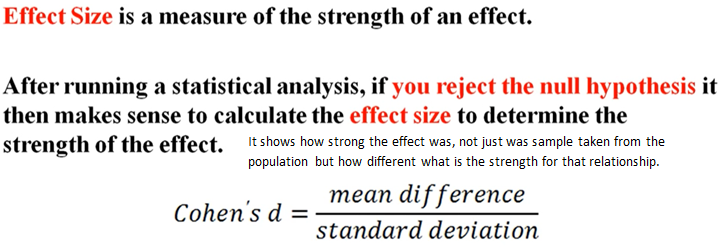 Effect Size is a measure of the strength of an effect.
After running a statistical analysis, if you reject the null hypothesis it
then makes sense to calculate the effect size to determine the
strength of the effect. It shows how strong the effect was, not just was sample taken from the
population but how different what is the strength for that relationship.
Cohen's d = mean difference
standard deviation